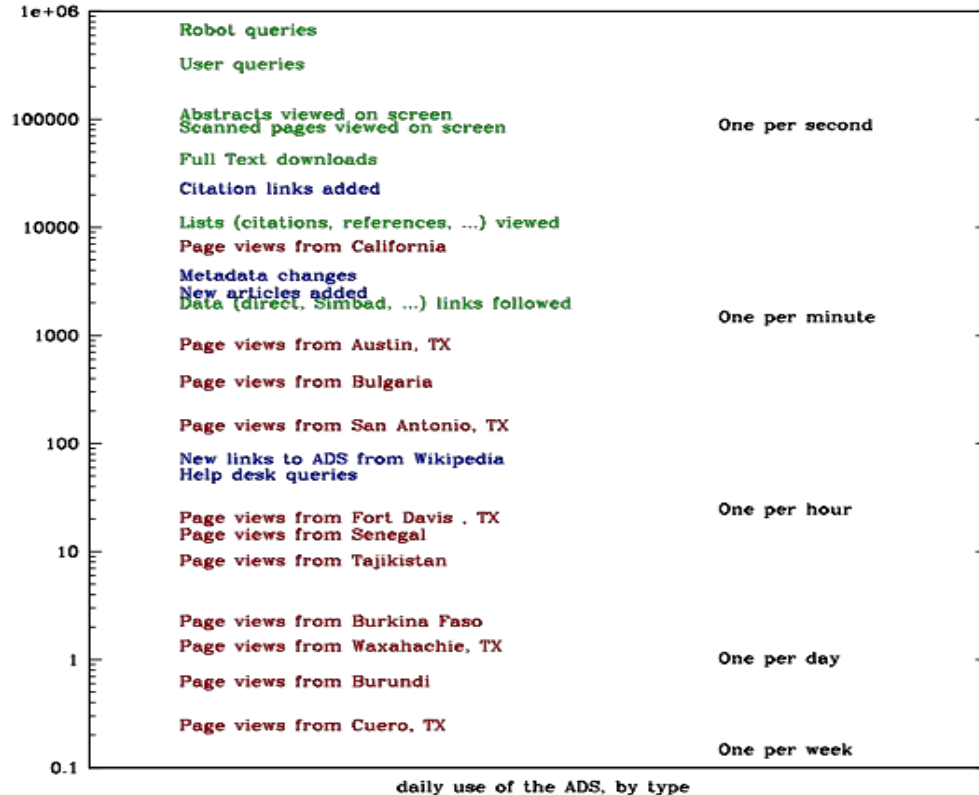 1e+06
Robot queries
User queries
Abstracts viewed on screen
100000
One per second
Scanned pages viewed on screen
Full Text downloads
Citation links added
Lists (citations, references, ...) viewed
10000
Page views from California
Metadata changes
New articles added
Data (direct, Simbad, ...) links followed
One per minute
1000
Page views from Austin, TX
Page views from Bulgaria
Page views from San Antonio, TX
100
New links to ADS from Wikipedia
Help desk queries
One per hour
Page views from Fort Davis , TX
Page views from Senegal
10
Page views from Tajikistan
Page views from Burkina Faso
Page views from Waxahachie, TX
1
One per day
Page views from Burundi
Page views from Cuero, TX
One per week
0.1
daily use of the ADS, by type